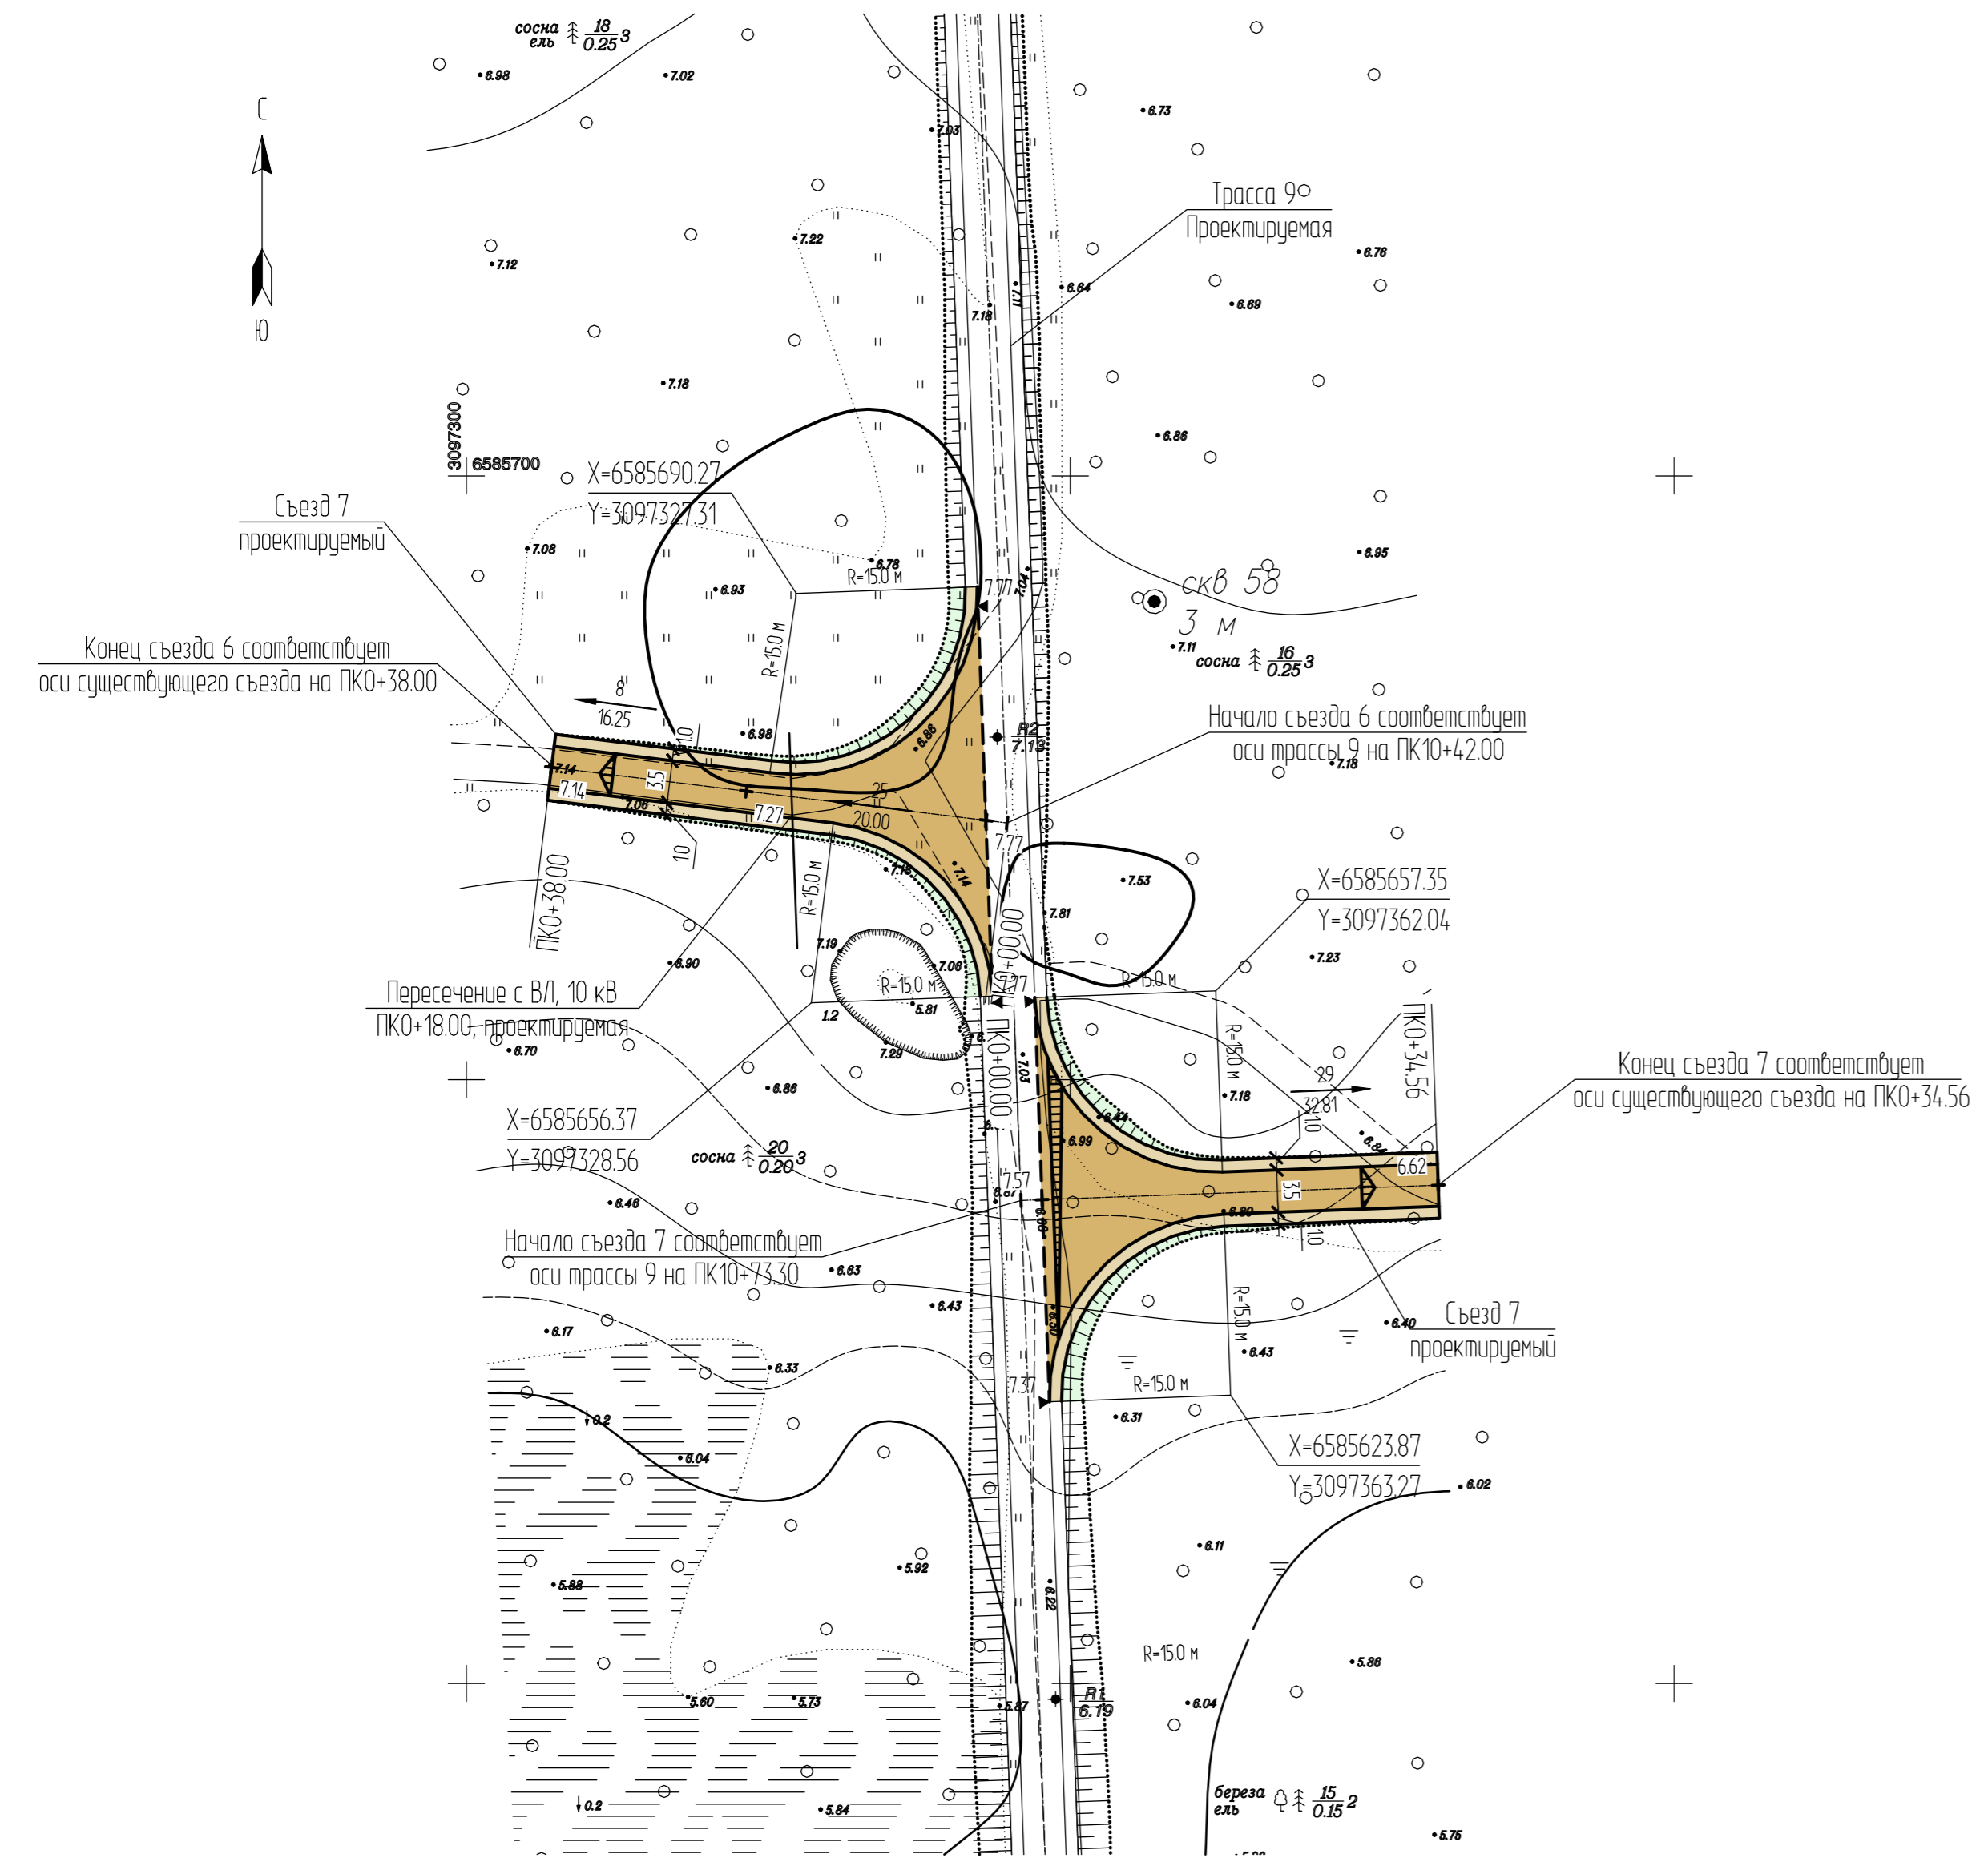 сосна
ель
18
0.25
3
6.98
7.02
7.03
6.73
С
Ю
7.22
7.12
Трасса 9
Проектируемая
6.76
6.64
6.69
7.18
7.11
7.18
6.86
3097300
6585700
X=6585690.27
Y=3097327.31
Съезд 7
проектируемый
7.08
6.78
R=15.0 м
6.93
7.77
7.04
6.95
скв 58
3 м
7.11
сосна
16
0.25
3
Конец съезда 6 соответствует
оси существующего съезда на ПК0+38.00
R=15.0 м
8
16.25
1.0
6.98
6.86
R2
7.13
Начало съезда 6 соответствует
оси трассы 9 на ПК10+42.00
7.18
7.14
7.14
3.5
7.06
7.27
25
20.00
7.77
1.0
R=15.0 м
7.14
7.53
ПК0+38.00
X=6585657.35
Y=3097362.04
7.81
ПК0+00.00
7.19
6.90
7.06
R=15.0 м
5.81
1.2
7.29
R=15.0 м
7.23
Пересечение с ВЛ, 10 кВ
ПК0+18.00, проектируемая
6.70
ПК0+00.00
7.03
R=15.0 м
ПК0+34.56
29
32.81
1.0
Конец съезда 7 соответствует
оси существующего съезда на ПК0+34.56
6.86
7.18
X=6585656.37
Y=3097328.56
сосна
20
0.20
3
6.44
6.99
6.84
6.62
7.57
6.46
3.5
6.80
1.0
Начало съезда 7 соответствует
оси трассы 9 на ПК10+73.30
6.63
6.43
6.50
R=15.0 м
Съезд 7
проектируемый
6.40
6.17
6.33
6.43
7.37
R=15.0 м
6.31
0.2
6.04
X=6585623.87
Y=3097363.27
6.02
6.11
5.92
5.88
6.22
R=15.0 м
5.86
5.60
5.73
5.87
R1
6.19
6.04
0.2
5.84
береза
ель
15
0.15
2
5.75